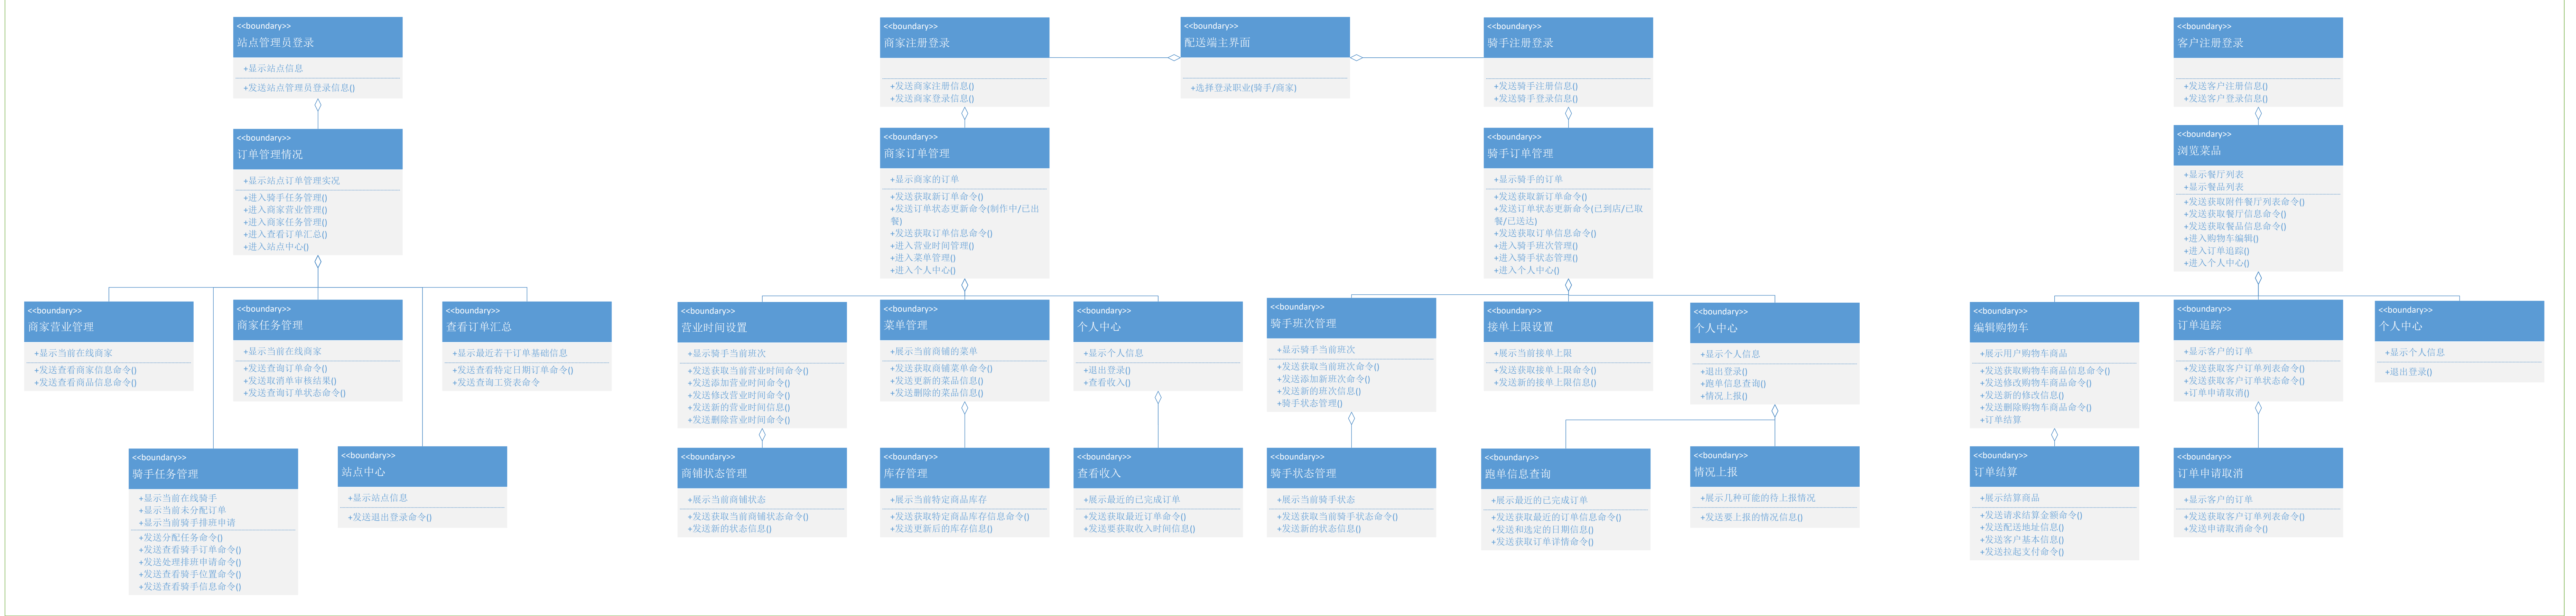 <<boundary>>
站点管理员登录
+显示站点信息
+发送站点管理员登录信息()
<<boundary>>
订单管理情况
+显示站点订单管理实况
+进入骑手任务管理()
+进入商家营业管理()
+进入商家任务管理()
+进入查看订单汇总()
+进入站点中心()
<<boundary>>
商家营业管理
+显示当前在线商家
+发送查看商家信息命令()
+发送查看商品信息命令()
<<boundary>>
商家任务管理
+显示当前在线商家
+发送查询订单命令()
+发送取消单审核结果()
+发送查询订单状态命令()
<<boundary>>
查看订单汇总
+显示最近若干订单基础信息
+发送查看特定日期订单命令()
+发送查询工资表命令
<<boundary>>
骑手任务管理
+显示当前在线骑手
+显示当前未分配订单
+显示当前骑手排班申请
+发送分配任务命令()
+发送查看骑手订单命令()
+发送处理排班申请命令()
+发送查看骑手位置命令()
+发送查看骑手信息命令()
<<boundary>>
站点中心
+显示站点信息
+发送退出登录命令()
<<boundary>>
商家注册登录
+发送商家注册信息()
+发送商家登录信息()
<<boundary>>
配送端主界面
+选择登录职业(骑手/商家)
<<boundary>>
骑手注册登录
+发送骑手注册信息()
+发送骑手登录信息()
<<boundary>>
商家订单管理
+显示商家的订单
+发送获取新订单命令()
+发送订单状态更新命令(制作中/已出
餐)
+发送获取订单信息命令()
+进入营业时间管理()
+进入菜单管理()
+进入个人中心()
<<boundary>>
骑手订单管理
+显示骑手的订单
+发送获取新订单命令()
+发送订单状态更新命令(已到店/已取
餐/已送达)
+发送获取订单信息命令()
+进入骑手班次管理()
+进入骑手状态管理()
+进入个人中心()
<<boundary>>
营业时间设置
+显示骑手当前班次
+发送获取当前营业时间命令()
+发送添加营业时间命令()
+发送修改营业时间命令()
+发送新的营业时间信息()
+发送删除营业时间命令()
<<boundary>>
菜单管理
+展示当前商铺的菜单
+发送获取商铺菜单命令()
+发送更新的菜品信息()
+发送删除的菜品信息()
<<boundary>>
个人中心
+显示个人信息
+退出登录()
+查看收入()
<<boundary>>
骑手班次管理
+显示骑手当前班次
+发送获取当前班次命令()
+发送添加新班次命令()
+发送新的班次信息()
+骑手状态管理()
<<boundary>>
接单上限设置
+展示当前接单上限
+发送获取接单上限命令()
+发送新的接单上限信息()
<<boundary>>
个人中心
+显示个人信息
+退出登录()
+跑单信息查询()
+情况上报()
<<boundary>>
商铺状态管理
+展示当前商铺状态
+发送获取当前商铺状态命令()
+发送新的状态信息()
<<boundary>>
库存管理
+展示当前特定商品库存
+发送获取特定商品库存信息命令()
+发送更新后的库存信息()
<<boundary>>
查看收入
+展示最近的已完成订单
+发送获取最近订单命令()
+发送要获取收入时间信息()
<<boundary>>
骑手状态管理
+展示当前骑手状态
+发送获取当前骑手状态命令()
+发送新的状态信息()
<<boundary>>
跑单信息查询
+展示最近的已完成订单
+发送获取最近的订单信息命令()
+发送和选定的日期信息()
+发送获取订单详情命令()
<<boundary>>
情况上报
+展示几种可能的待上报情况
+发送要上报的情况信息()
<<boundary>>
客户注册登录
+发送客户注册信息()
+发送客户登录信息()
<<boundary>>
浏览菜品
+显示餐厅列表
+显示餐品列表
+发送获取附件餐厅列表命令()
+发送获取餐厅信息命令()
+发送获取餐品信息命令()
+进入购物车编辑()
+进入订单追踪()
+进入个人中心()
<<boundary>>
编辑购物车
+展示用户购物车商品
+发送获取购物车商品信息命令()
+发送修改购物车商品命令()
+发送新的修改信息()
+发送删除购物车商品命令()
+订单结算
<<boundary>>
订单追踪
+显示客户的订单
+发送获取客户订单列表命令()
+发送获取客户订单状态命令()
+订单申请取消()
<<boundary>>
个人中心
+显示个人信息
+退出登录()
<<boundary>>
订单结算
+展示结算商品
+发送请求结算金额命令()
+发送配送地址信息()
+发送客户基本信息()
+发送拉起支付命令()
<<boundary>>
订单申请取消
+显示客户的订单
+发送获取客户订单列表命令()
+发送申请取消命令()